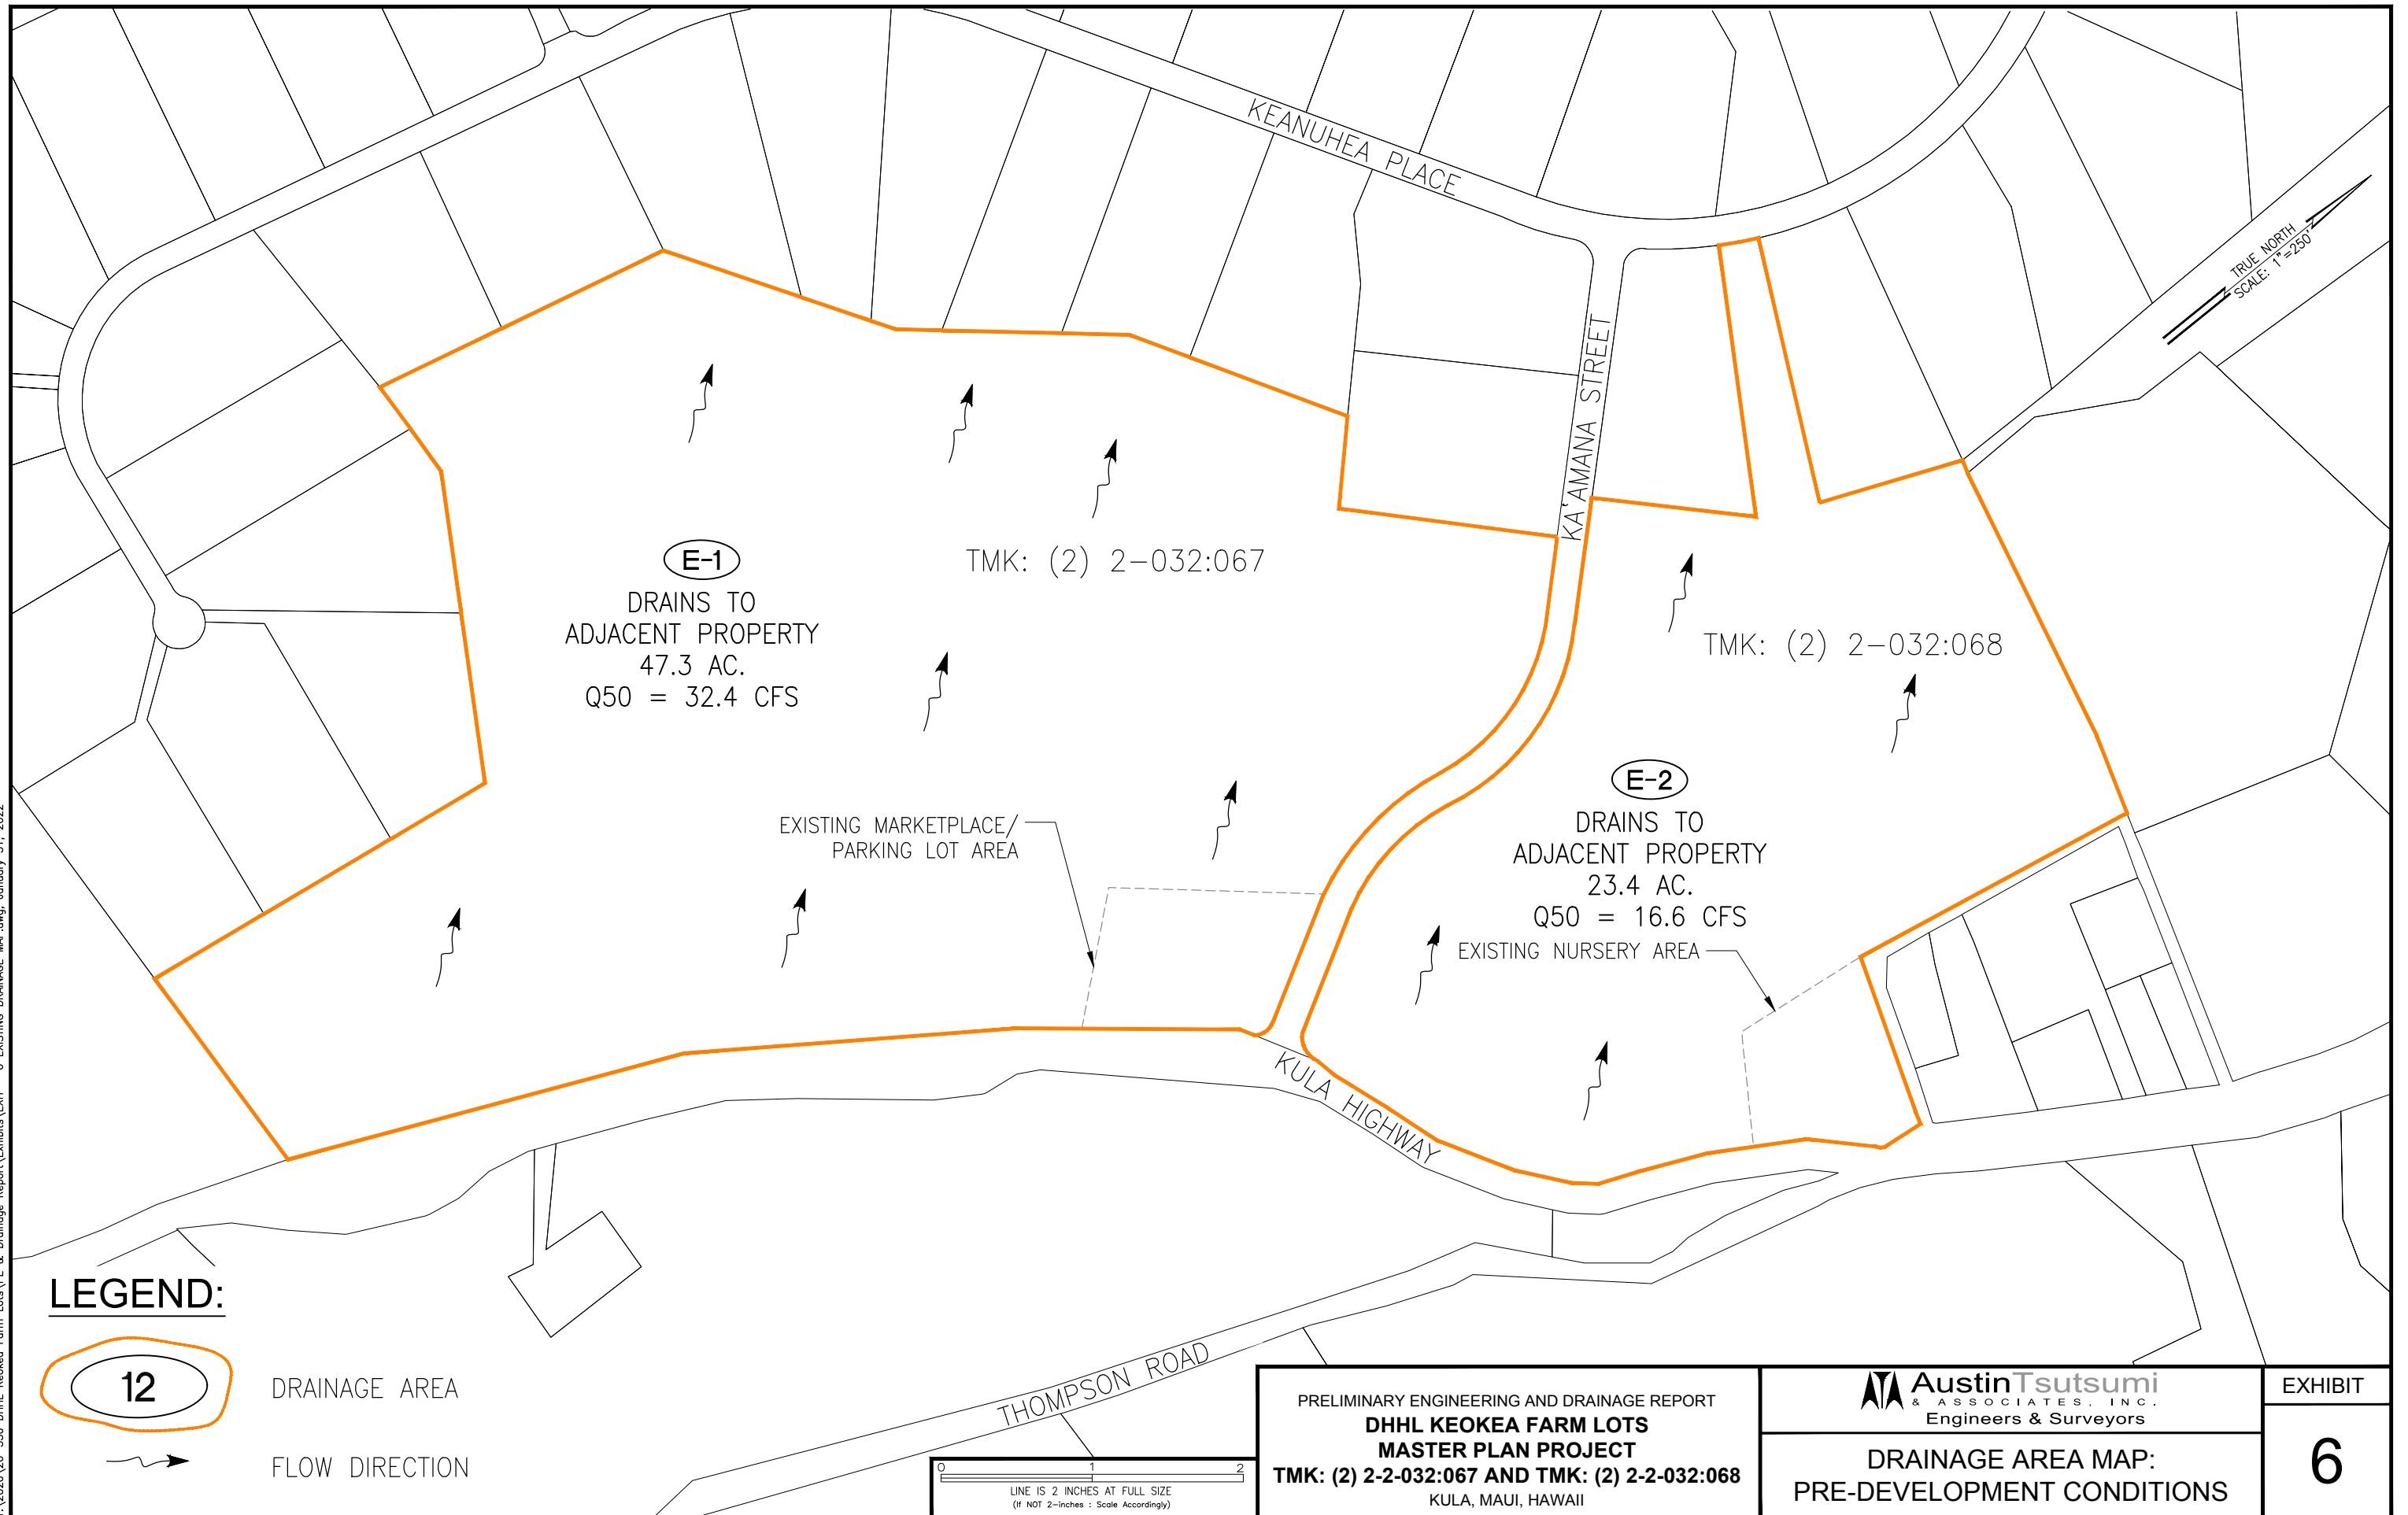 KEANUHEA PLACE
TRUE NORTH
SCALE: 1"=250'
KA'AMANA STREET
E-1
DRAINS TO
ADJACENT PROPERTY
47.3 AC.
Q50 = 32.4 CFS
TMK: (2) 2-032:067
TMK: (2) 2-032:068
E-2
DRAINS TO
ADJACENT PROPERTY
23.4 AC.
Q50 = 16.6 CFS
EXISTING MARKETPLACE/
PARKING LOT AREA
EXISTING NURSERY AREA
KULA HIGHWAY
THOMPSON ROAD
LEGEND:
12
DRAINAGE AREA
FLOW DIRECTION
0 1 2
LINE IS 2 INCHES AT FULL SIZE
(If NOT 2-inches : Scale Accordingly)
PRELIMINARY ENGINEERING AND DRAINAGE REPORT
DHHL KEOKEA FARM LOTS
MASTER PLAN PROJECT
TMK: (2) 2-2-032:067 AND TMK: (2) 2-2-032:068
KULA, MAUI, HAWAII
AustinTsutsumi
& ASSOCIATES, INC.
Engineers & Surveyors
DRAINAGE AREA MAP:
PRE-DEVELOPMENT CONDITIONS
EXHIBIT
6